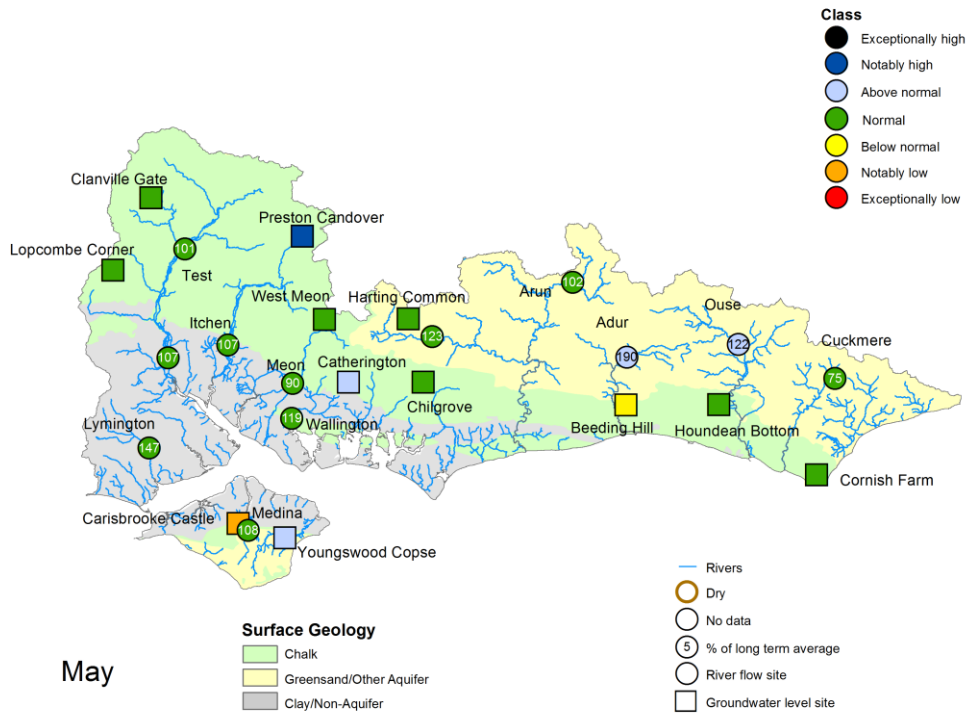 Class
Exceptionally high
Notably high
Above normal
Normal
Below normal
Notably low
Exceptionally low
Clanville Gate
Preston Candover
Lopcombe Corner
101
Test
West Meon
Harting Common
Arun
102
Ouse
Adur
Itchen
123
107
107
190
122
Cuckmere
Meon
Catherington
90
75
Chilgrove
119
Wallington
Beeding Hill
Houndean Bottom
Lymington
147
Cornish Farm
Carisbrooke Castle
Medina
108
Youngswood Copse
Rivers
Dry
No data
5
% of long term average
River flow site
Groundwater level site
Surface Geology
Chalk
Greensand/Other Aquifer
Clay/Non-Aquifer
May